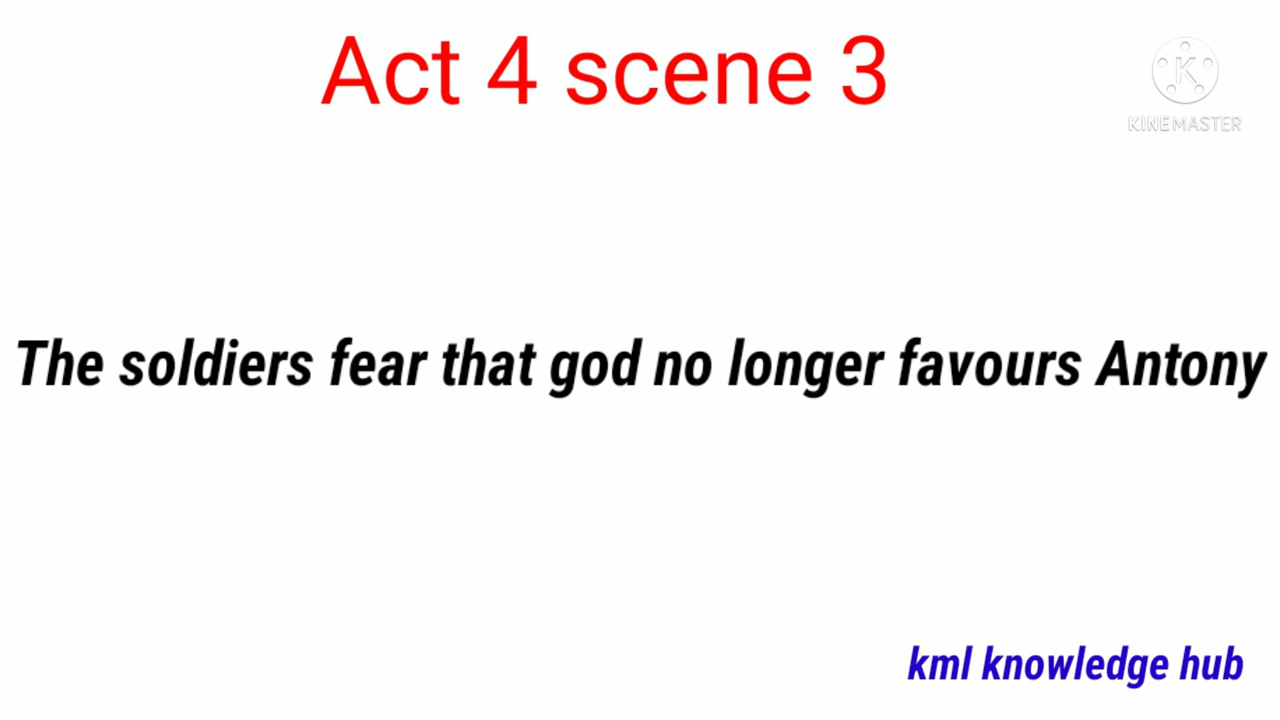 Act 4 scene 3
K
KINEMASTER
The soldiers fear that god no longer favours Antony
kml knowledge hub